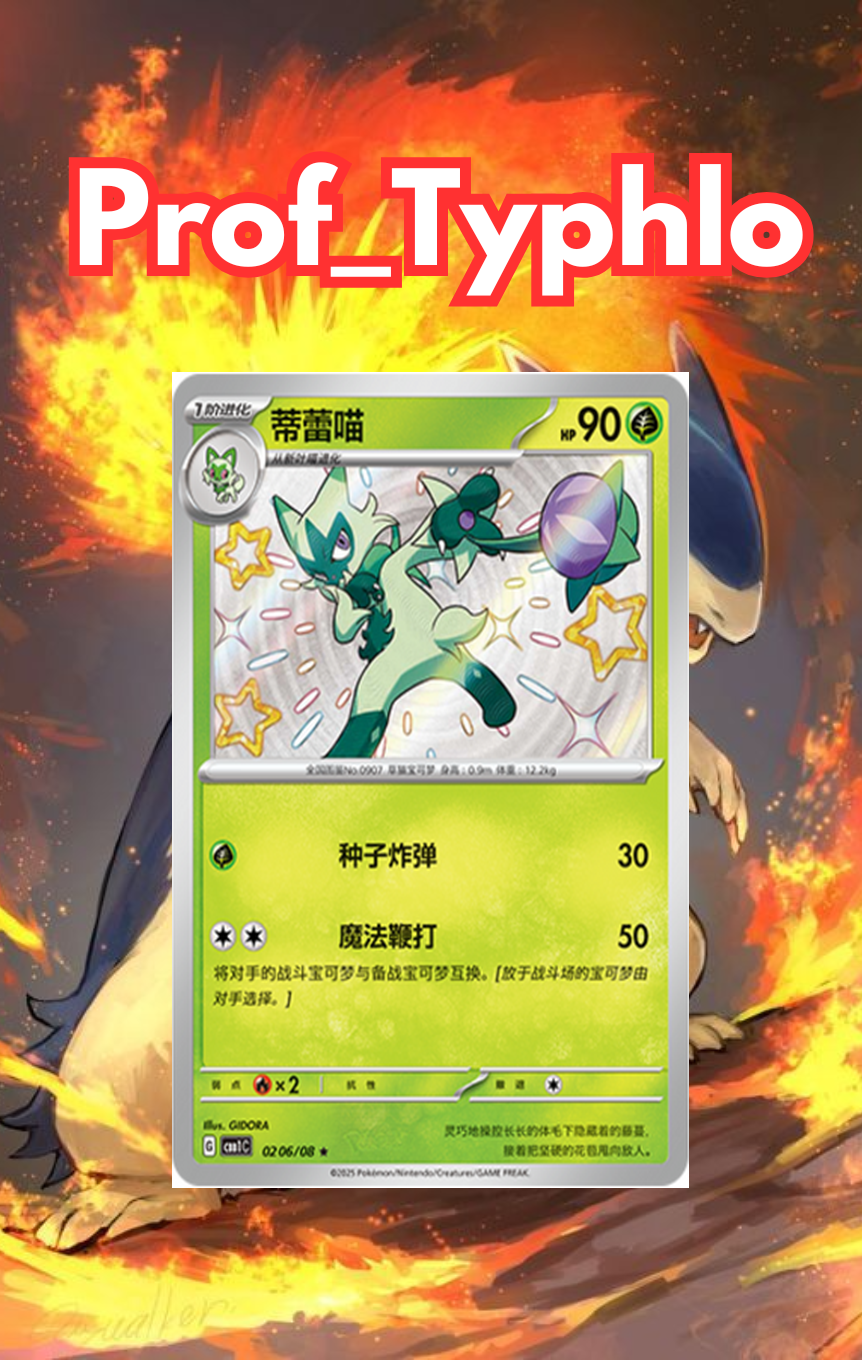 Prof_Typhlo
1阶进化
蒂蕾喵
HP 90
从新叶喵进化
全国图鉴No.0907 草猫宝可梦 身高：0.9m 体重：12.2kg
种子炸弹 30
魔法鞭打 50
将对手的战斗宝可梦与备战宝可梦互换。[放于战斗场的宝可梦由
对手选择。]
弱点 ×2 抗性 撤退
Illus. GIDORA
灵巧地操控长长的体毛下隐藏着的藤蔓，
G CBB1C 02 06/08 ★
接着把坚硬的花苞甩向敌人。
©2025 Pokémon/Nintendo/Creatures/GAME FREAK.